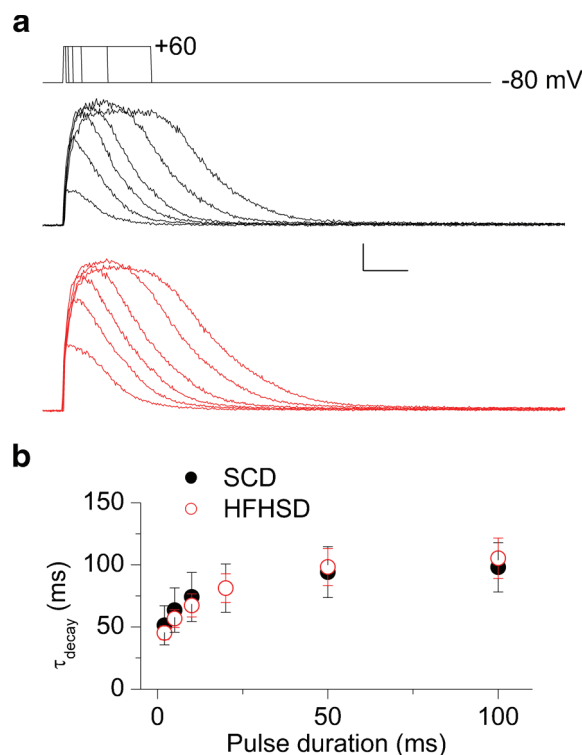 a
+60
-80 mV
b
SCD
HFHSD
150
100
50
0
τdecay (ms)
0
50
100
Pulse duration (ms)